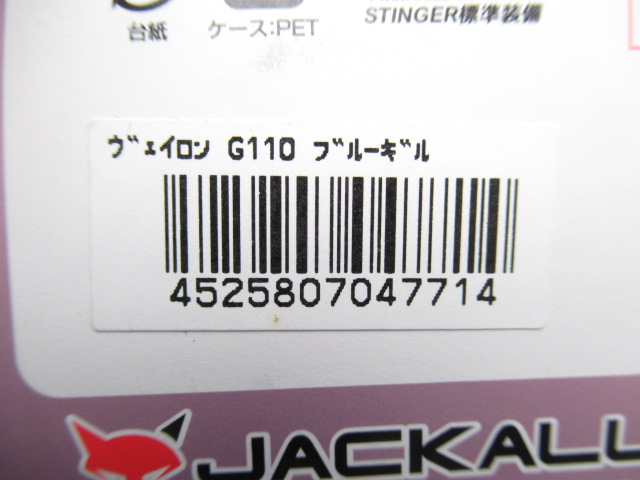 STINGER標準装備
台紙
ケース:PET
ヴェイロン G110 ブルーギル
4525807047714
JACKALL